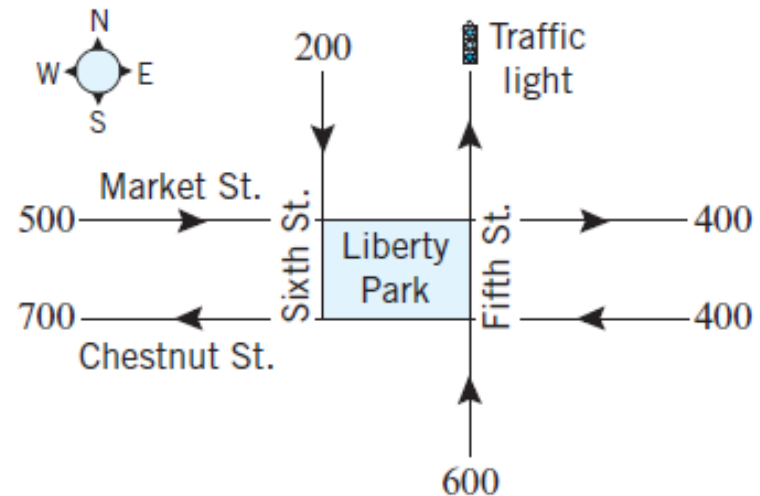 N
W
E
S
200
Traffic
light
Market St.
500
Sixth St.
Liberty
Park
Fifth St.
400
700
400
Chestnut St.
600